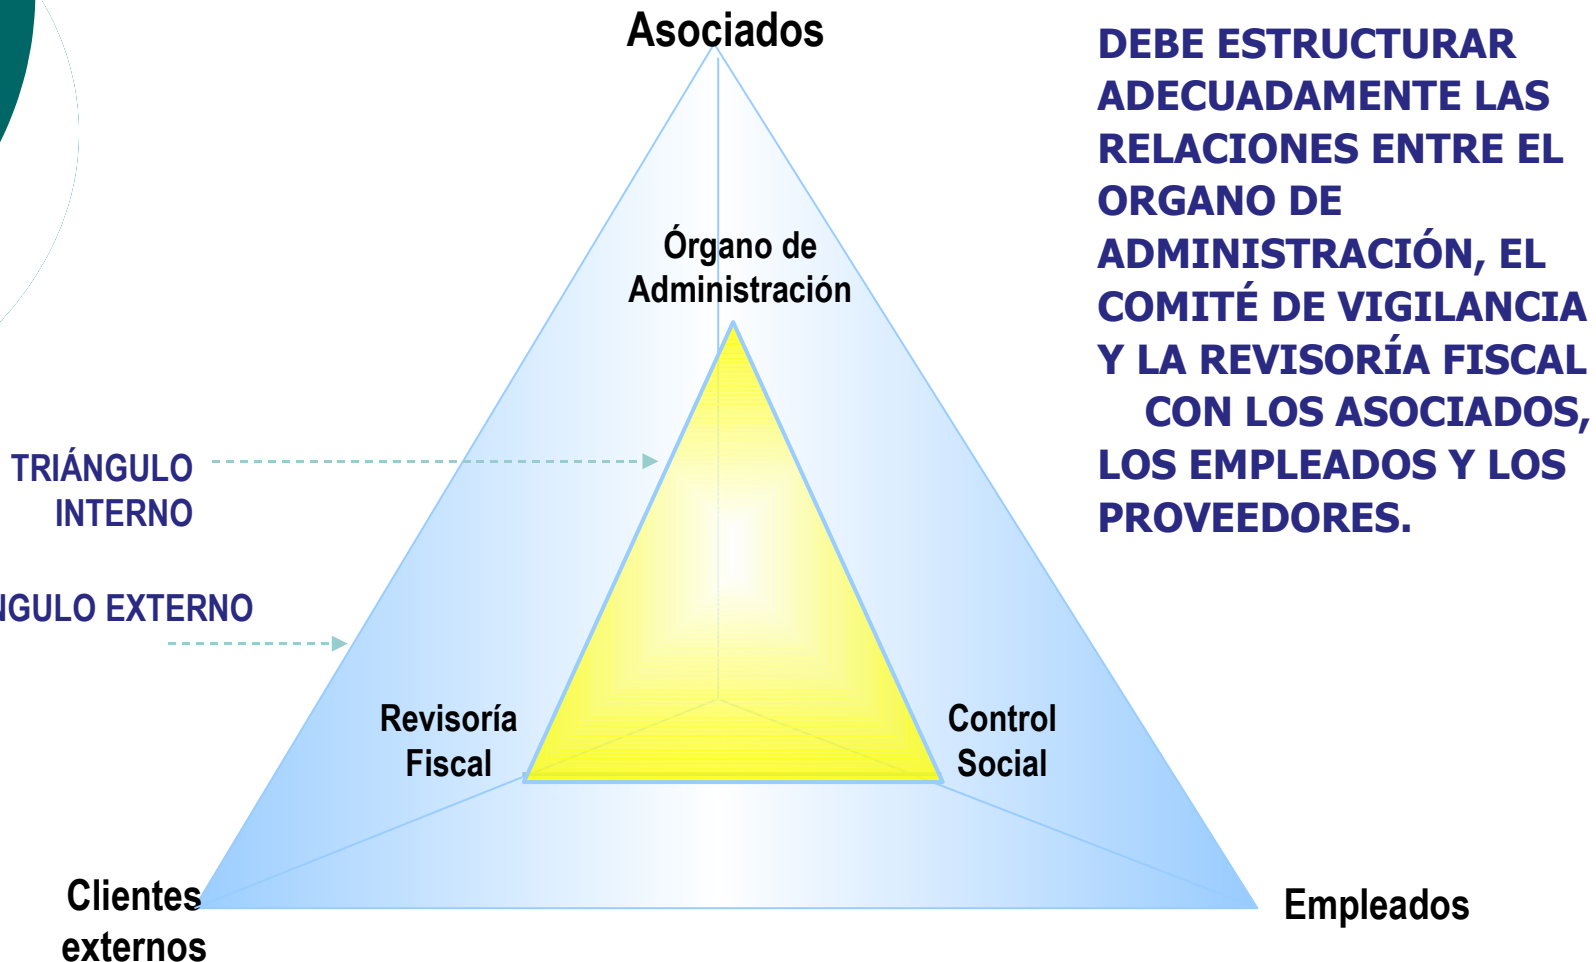 Asociados
DEBE ESTRUCTURAR
ADECUADAMENTE LAS
RELACIONES ENTRE EL
ORGANO DE
ADMINISTRACIÓN, EL
COMITÉ DE VIGILANCIA
Y LA REVISORÍA FISCAL
CON LOS ASOCIADOS,
LOS EMPLEADOS Y LOS
PROVEEDORES.
Órgano de
Administración
TRIÁNGULO
INTERNO
NGULO EXTERNO
Revisoría
Fiscal
Control
Social
Clientes
externos
Empleados